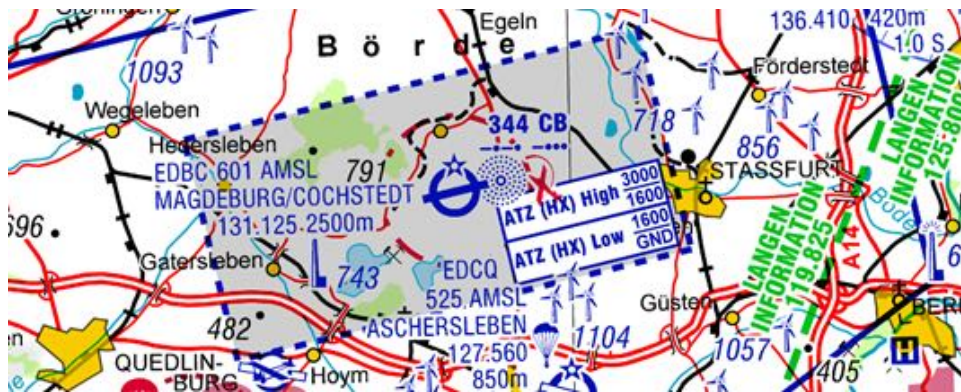 Egeln
136.410
420m
1.0 S
1093
B ö r d e
Förderstedt
Wegeleben
344 CB
718
856
Hedersleben
791
EDBC 601 AMSL
MAGDEBURG/COCHSTEDT
131.125 2500m
STASSFURT
ATZ (HX) High 3000
1600
ATZ (HX) Low 1600
GND
LANGEN
INFORMATION
125.800
LANGEN
INFORMATION
119.825
A14
Bode
696
Gatersleben
743
EDCQ
525 AMSL
ASCHERSLEBEN
127.560
850m
482
QUEDLIN-
BURG
Hoym
1104
Güsten
1057
405
BER
H